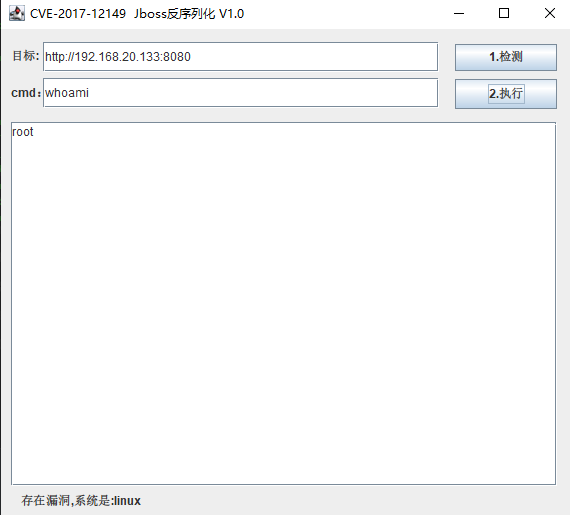 CVE-2017-12149 Jboss反序列化 V1.0
目标: http://192.168.20.133:8080 1.检测
cmd: whoami 2.执行
root
存在漏洞,系统是:linux